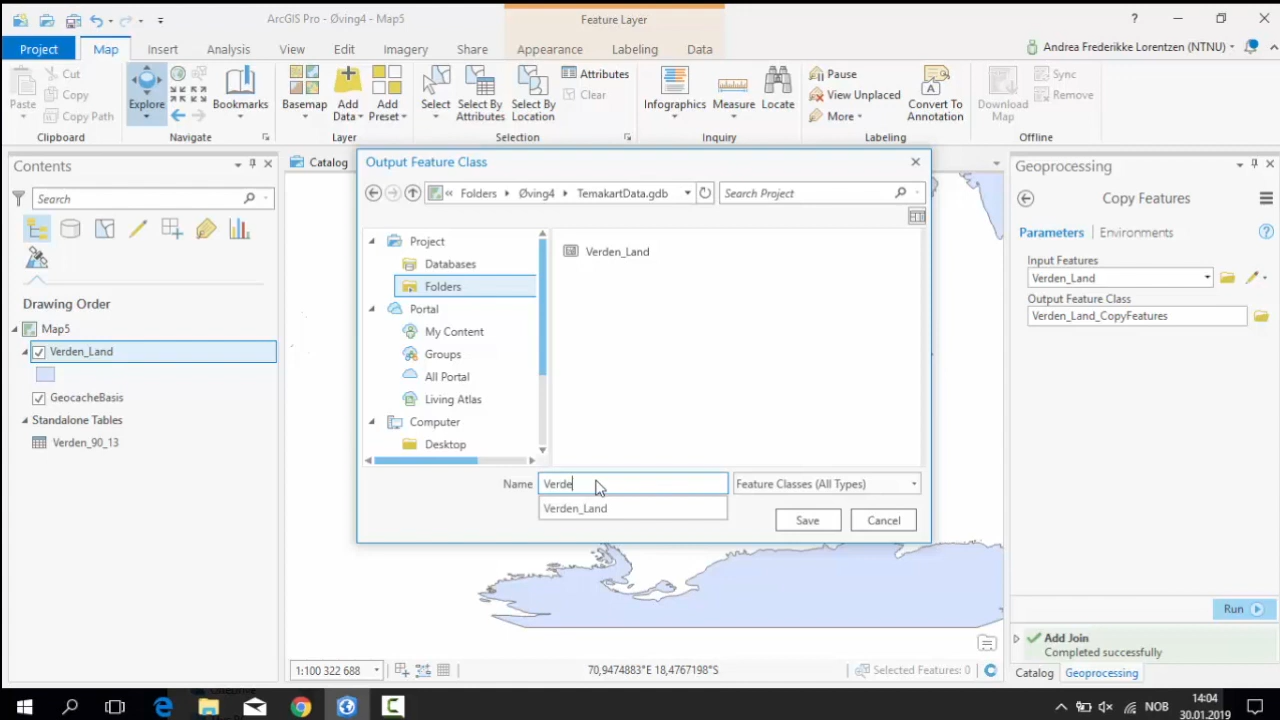 ArcGIS Pro - Øving4 - Map5
Feature Layer
?
Project
Map
Insert
Analysis
View
Edit
Imagery
Share
Appearance
Labeling
Data
Andrea Frederikke Lorentzen (NTNU)
Paste
Cut
Copy
Copy Path
Clipboard
Explore
Bookmarks
Navigate
Basemap
Add Data
Add Preset
Layer
Select
Select By Attributes
Select By Location
Attributes
Clear
Selection
Infographics
Measure
Locate
Inquiry
Pause
View Unplaced
More
Convert To Annotation
Labeling
Download Map
Sync
Remove
Offline
Contents
Search
Drawing Order
Map5
Verden_Land
GeocacheBasis
Standalone Tables
Verden_90_13
Catalog
Output Feature Class
« Folders
Øving4
TemakartData.gdb
Search Project
Project
Databases
Folders
Portal
My Content
Groups
All Portal
Living Atlas
Computer
Desktop
Verden_Land
Name
Verde
Feature Classes (All Types)
Verden_Land
Save
Cancel
1:100 322 688
70,9474883°E 18,4767198°S
Selected Features: 0
Geoprocessing
Copy Features
Parameters
Environments
?
Input Features
Verden_Land
Output Feature Class
Verden_Land_CopyFeatures
Run
Add Join
Completed successfully
Catalog
Geoprocessing
NOB
14:04
30.01.2019